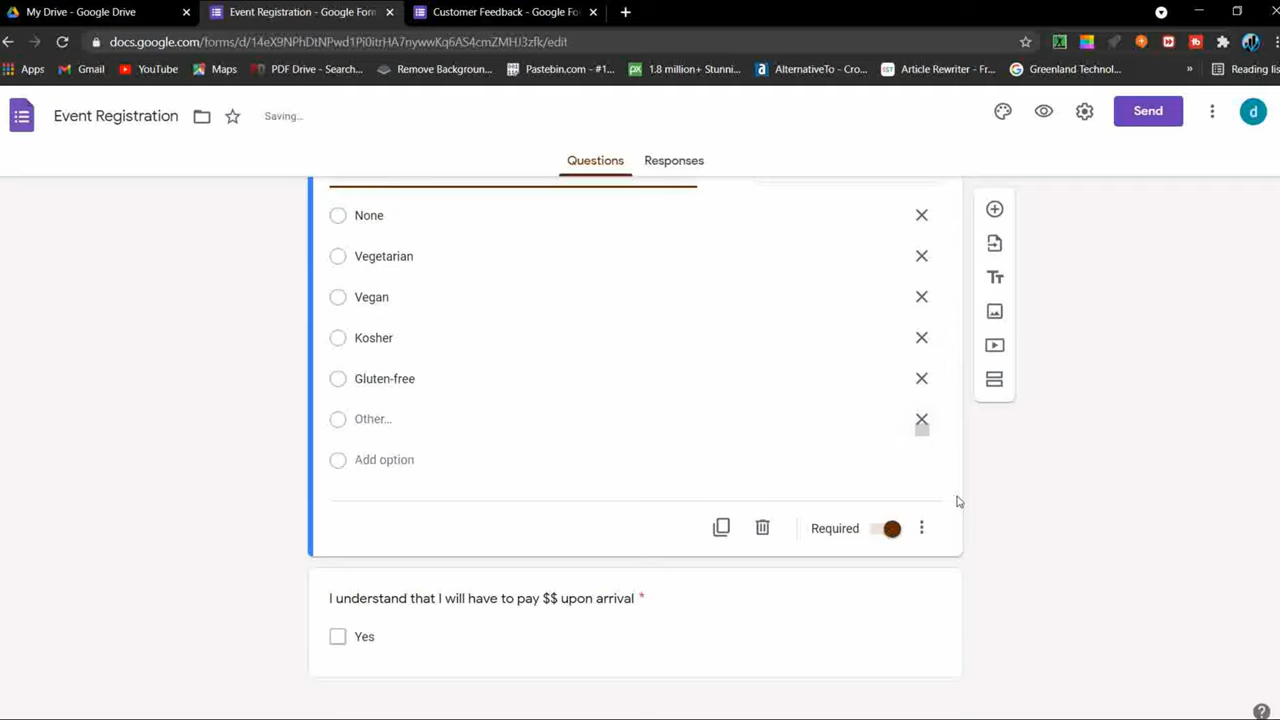 My Drive - Google Drive
Event Registration - Google Form
Customer Feedback - Google Fo
docs.google.com/forms/d/14eX9NPhDtNPwd1Pi0itrHA7nywwKq6AS4cmZMHJ3zfk/edit
Apps
Gmail
YouTube
Maps
PDF Drive - Search...
Remove Backgroun...
Pastebin.com - #1...
1.8 million+ Stunni...
AlternativeTo - Cro...
Article Rewriter - Fr...
Greenland Technol...
»
Reading list
Event Registration
Saving...
Send
d
Questions
Responses
None
Vegetarian
Vegan
Kosher
Gluten-free
Other...
Add option
Required
I understand that I will have to pay $$ upon arrival *
Yes